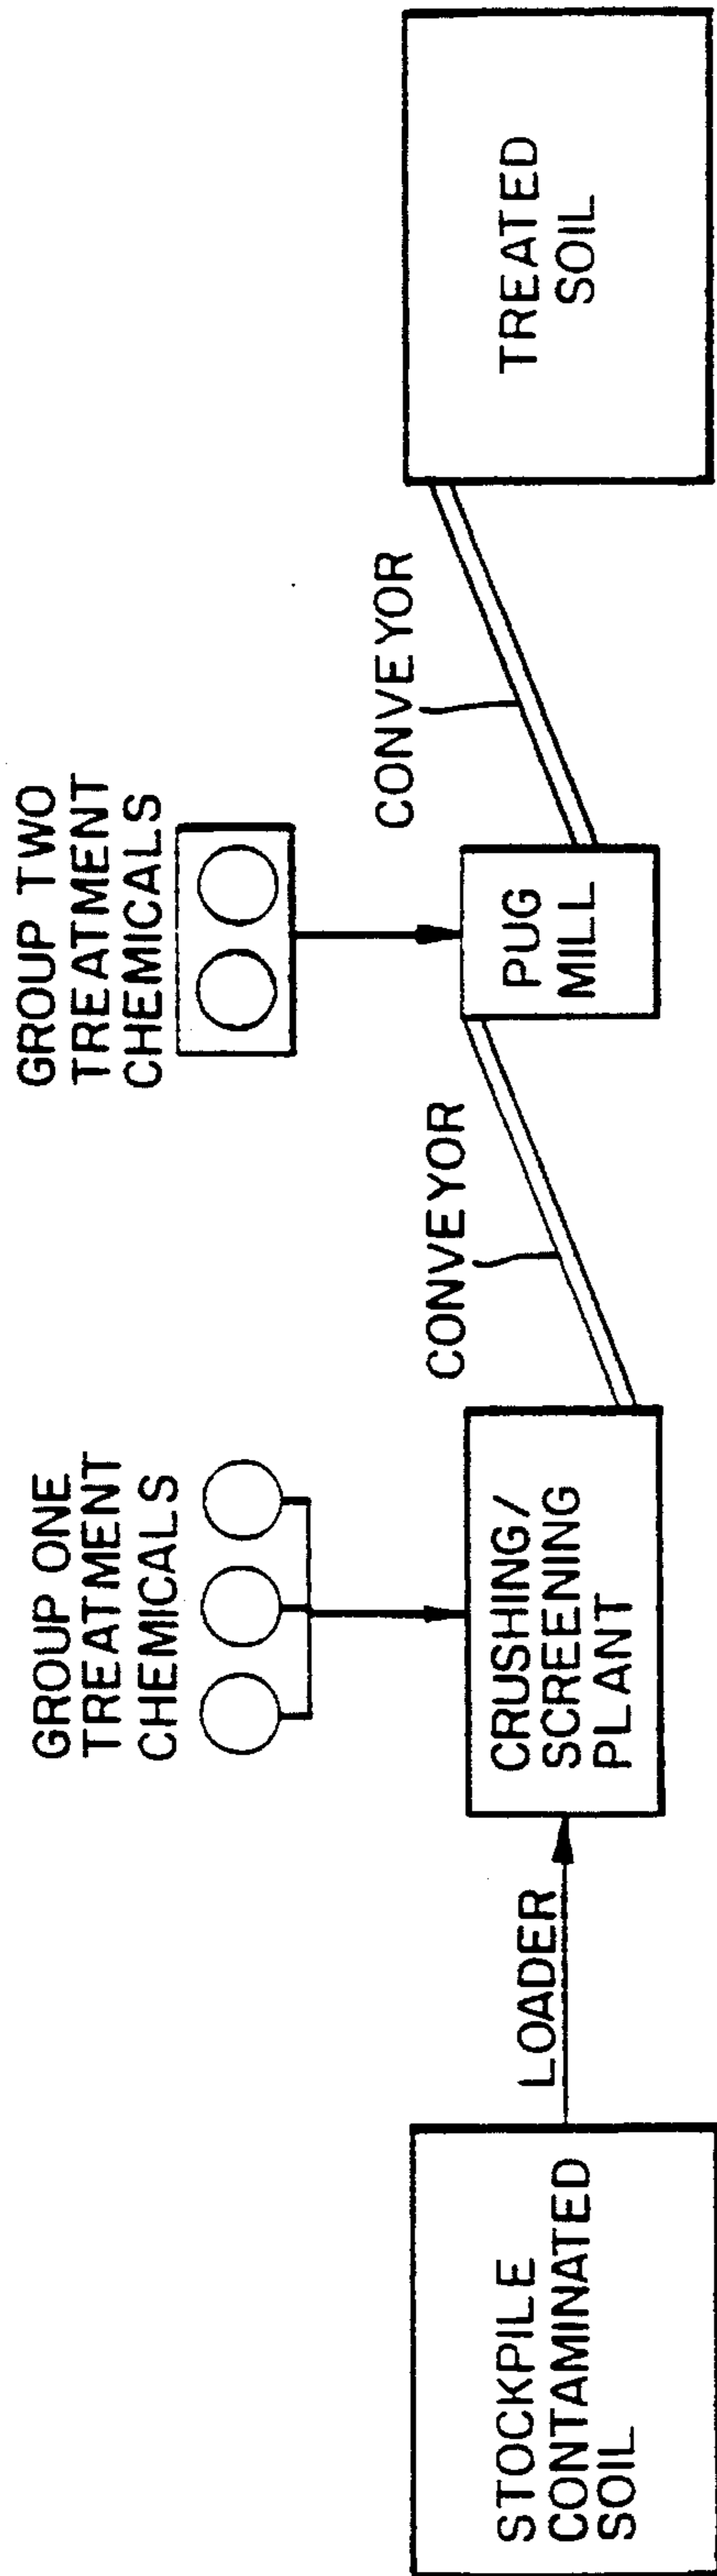 STOCKPILE
CONTAMINATED
SOIL
LOADER
GROUP ONE
TREATMENT
CHEMICALS
CRUSHING/
SCREENING
PLANT
CONVEYOR
GROUP TWO
TREATMENT
CHEMICALS
PUG
MILL
CONVEYOR
TREATED
SOIL